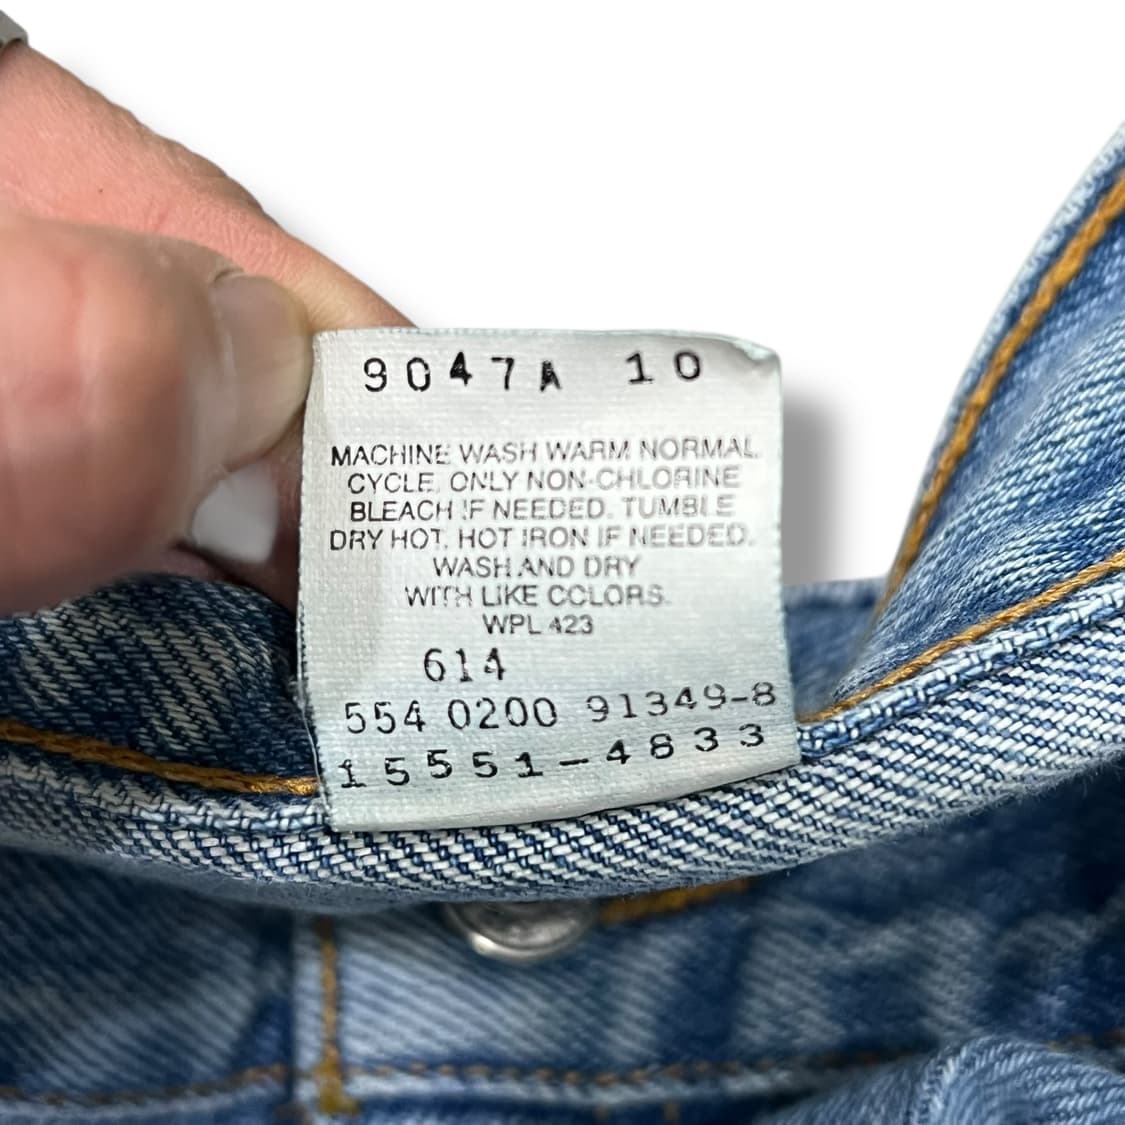 9047A 10
MACHINE WASH WARM NORMAL
CYCLE. ONLY NON-CHLORINE
BLEACH IF NEEDED. TUMBLE
DRY HOT. HOT IRON IF NEEDED.
WASH AND DRY
WITH LIKE COLORS.
WPL 423
614
554 0200 91349-8
15551-4833